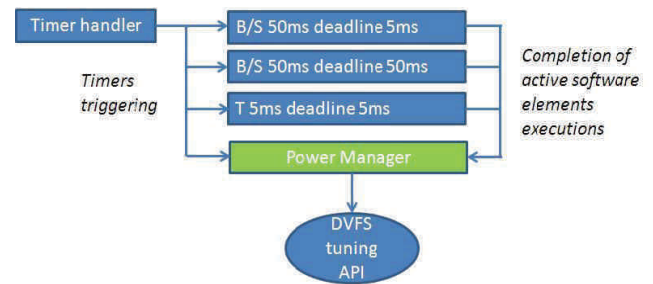 Timer handler
B/S 50ms deadline 5ms
B/S 50ms deadline 50ms
T 5ms deadline 5ms
Power Manager
Timers
triggering
Completion of
active software
elements
executions
DVFS
tuning
API